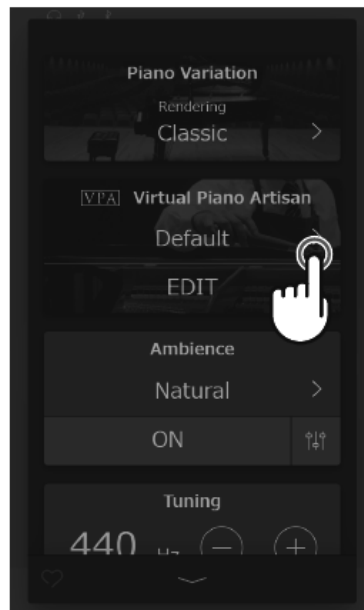 Piano Variation
Rendering
Classic
VPA Virtual Piano Artisan
Default
EDIT
Ambience
Natural
ON
Tuning
440 Hz